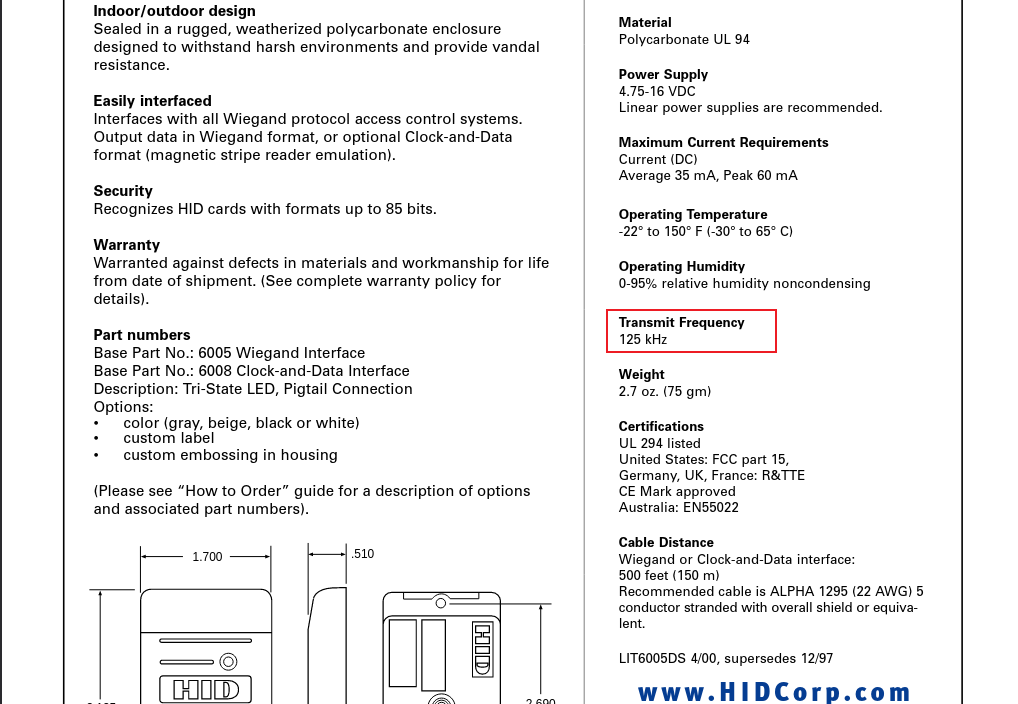 Indoor/outdoor design
Sealed in a rugged, weatherized polycarbonate enclosure
designed to withstand harsh environments and provide vandal
resistance.
Easily interfaced
Interfaces with all Wiegand protocol access control systems.
Output data in Wiegand format, or optional Clock-and-Data
format (magnetic stripe reader emulation).
Security
Recognizes HID cards with formats up to 85 bits.
Warranty
Warranted against defects in materials and workmanship for life
from date of shipment. (See complete warranty policy for
details).
Part numbers
Base Part No.: 6005 Wiegand Interface
Base Part No.: 6008 Clock-and-Data Interface
Description: Tri-State LED, Pigtail Connection
Options:
• color (gray, beige, black or white)
• custom label
• custom embossing in housing
(Please see “How to Order” guide for a description of options
and associated part numbers).
1.700
.510
HID
HID
2.690
Material
Polycarbonate UL 94
Power Supply
4.75-16 VDC
Linear power supplies are recommended.
Maximum Current Requirements
Current (DC)
Average 35 mA, Peak 60 mA
Operating Temperature
-22° to 150° F (-30° to 65° C)
Operating Humidity
0-95% relative humidity noncondensing
Transmit Frequency
125 kHz
Weight
2.7 oz. (75 gm)
Certifications
UL 294 listed
United States: FCC part 15,
Germany, UK, France: R&TTE
CE Mark approved
Australia: EN55022
Cable Distance
Wiegand or Clock-and-Data interface:
500 feet (150 m)
Recommended cable is ALPHA 1295 (22 AWG) 5
conductor stranded with overall shield or equiva-
lent.
LIT6005DS 4/00, supersedes 12/97
www.HIDCorp.com